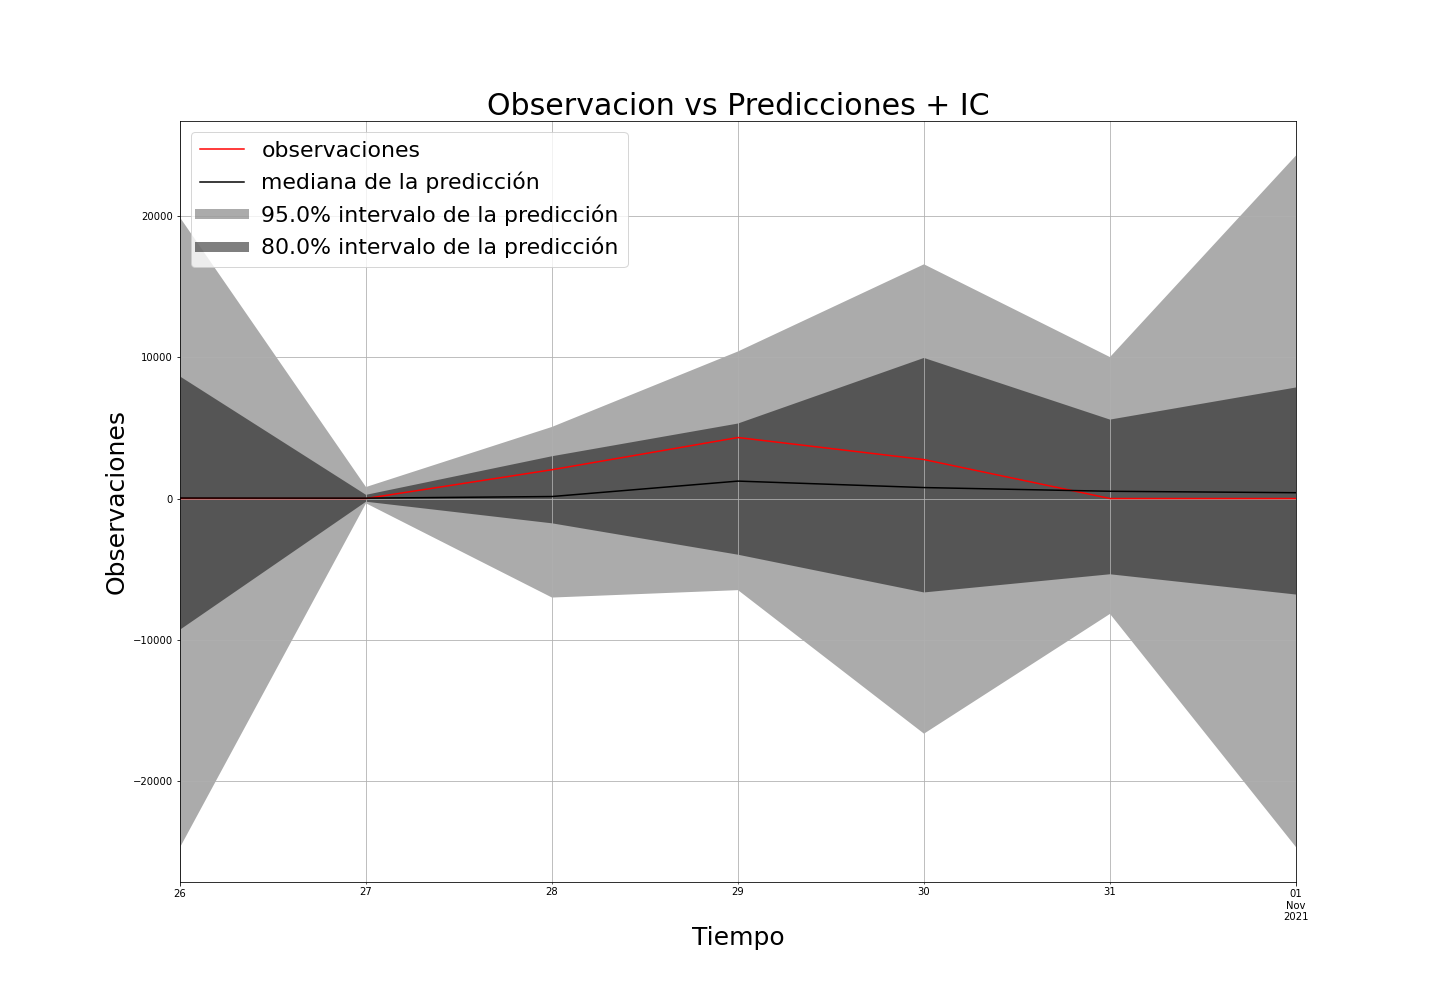 Observacion vs Predicciones + IC
observaciones
mediana de la predicción
95.0% intervalo de la predicción
80.0% intervalo de la predicción
20000
10000
0
−10000
−20000
Observaciones
26 27 28 29 30 31 01
Nov
2021
Tiempo